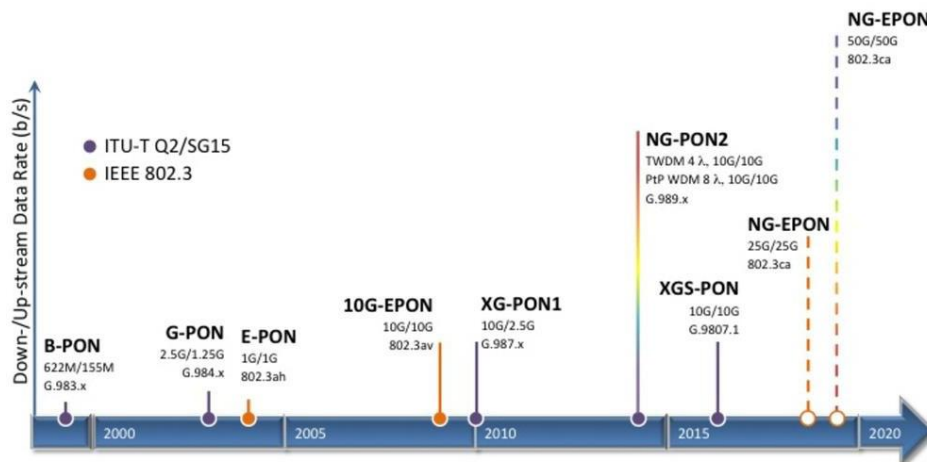 Down-/Up-stream Data Rate (b/s)
ITU-T Q2/SG15
IEEE 802.3
B-PON
622M/155M
G.983.x
G-PON
2.5G/1.25G
G.984.x
E-PON
1G/1G
802.3ah
10G-EPON
10G/10G
802.3av
XG-PON1
10G/2.5G
G.987.x
NG-PON2
TWDM 4 λ, 10G/10G
PtP WDM 8 λ, 10G/10G
G.989.x
XGS-PON
10G/10G
G.9807.1
NG-EPON
25G/25G
802.3ca
NG-EPON
50G/50G
802.3ca
2000
2005
2010
2015
2020